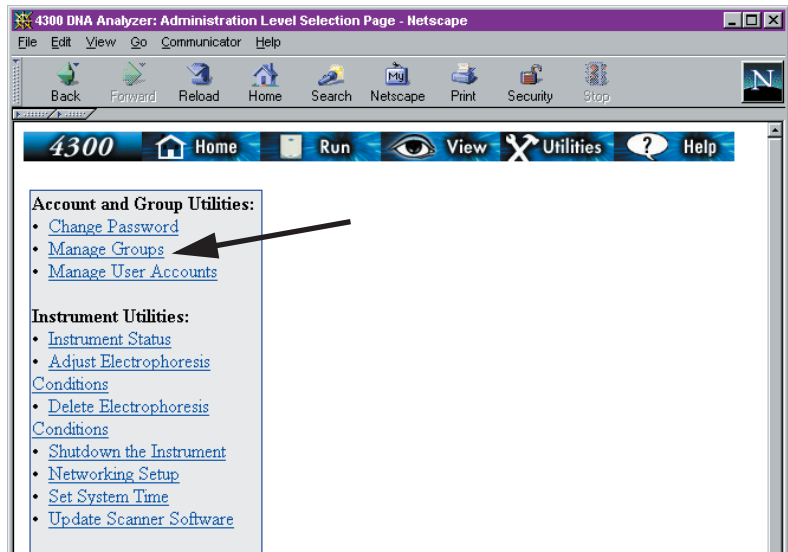 4300 DNA Analyzer: Administration Level Selection Page - Netscape
File Edit View Go Communicator Help
Back Forward Reload Home Search Netscape Print Security Stop
My
N
4300 Home Run View Utilities ? Help
Account and Group Utilities:
• Change Password
• Manage Groups
• Manage User Accounts
Instrument Utilities:
• Instrument Status
• Adjust Electrophoresis
Conditions
• Delete Electrophoresis
Conditions
• Shutdown the Instrument
• Networking Setup
• Set System Time
• Update Scanner Software